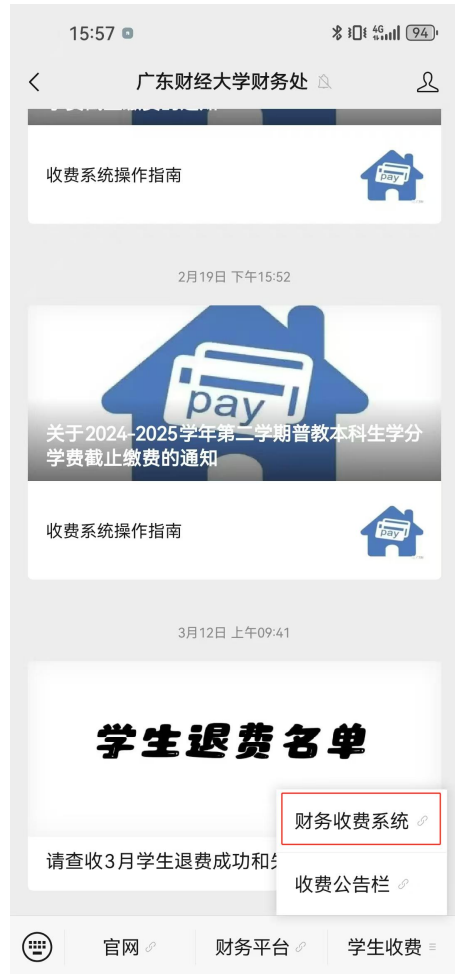 15:57
4G
94
广东财经大学财务处
收费系统操作指南
pay
2月19日 下午15:52
pay
关于2024-2025学年第二学期普教本科生学分
学费截止缴费的通知
收费系统操作指南
pay
3月12日 上午09:41
学生退费名单
请查收3月学生退费成功和
财务收费系统
收费公告栏
官网
财务平台
学生收费